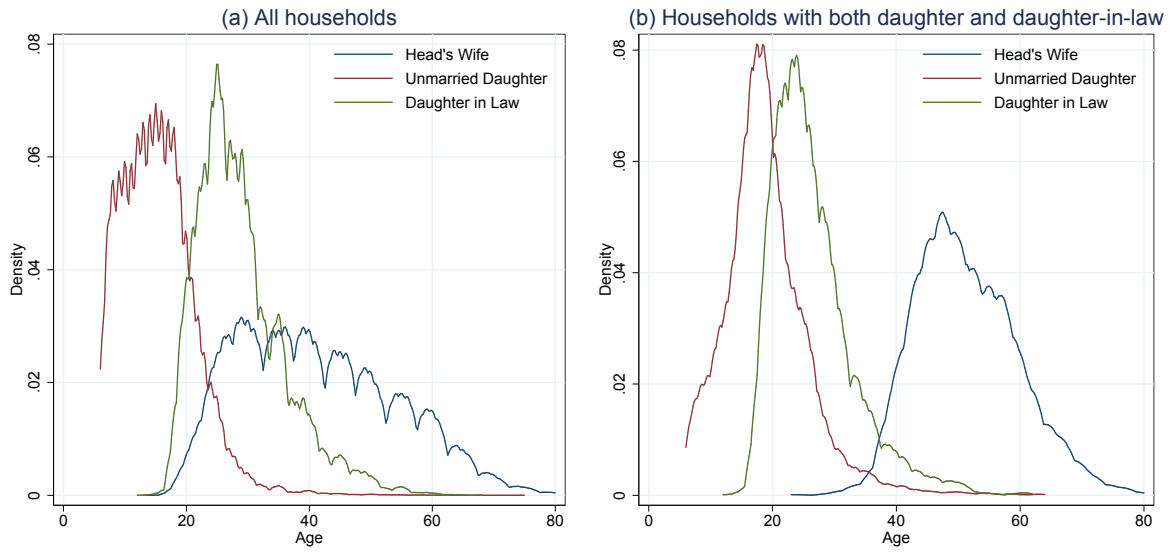 (a) All households
Head's Wife
Unmarried Daughter
Daughter in Law
Density
0
.02
.04
.06
.08
0
20
40
60
80
Age
(b) Households with both daughter and daughter-in-law
Head's Wife
Unmarried Daughter
Daughter in Law
Density
0
.02
.04
.06
.08
0
20
40
60
80
Age